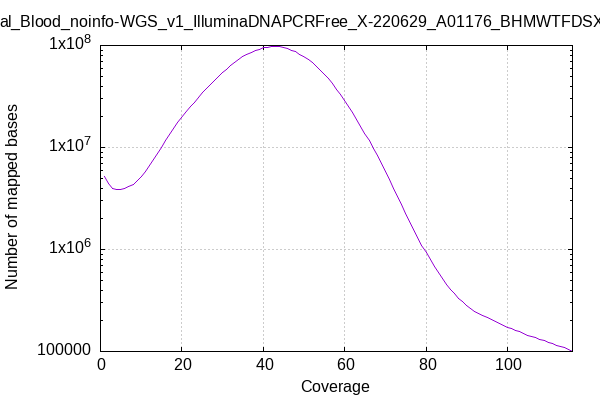 al_Blood_noinfo-WGS_v1_IlluminaDNAPCRFree_X-220629_A01176_BHMWTFDSX
1x10^8
1x10^7
1x10^6
100000
Number of mapped bases
0 20 40 60 80 100
Coverage